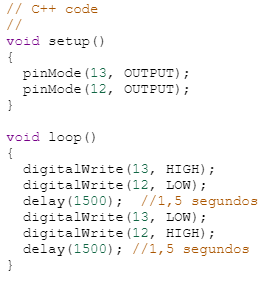 // C++ code
//
void setup()
{
  pinMode(13, OUTPUT);
  pinMode(12, OUTPUT);
}

void loop()
{
  digitalWrite(13, HIGH);
  digitalWrite(12, LOW);
  delay(1500);  //1,5 segundos
  digitalWrite(13, LOW);
  digitalWrite(12, HIGH);
  delay(1500); //1,5 segundos
}